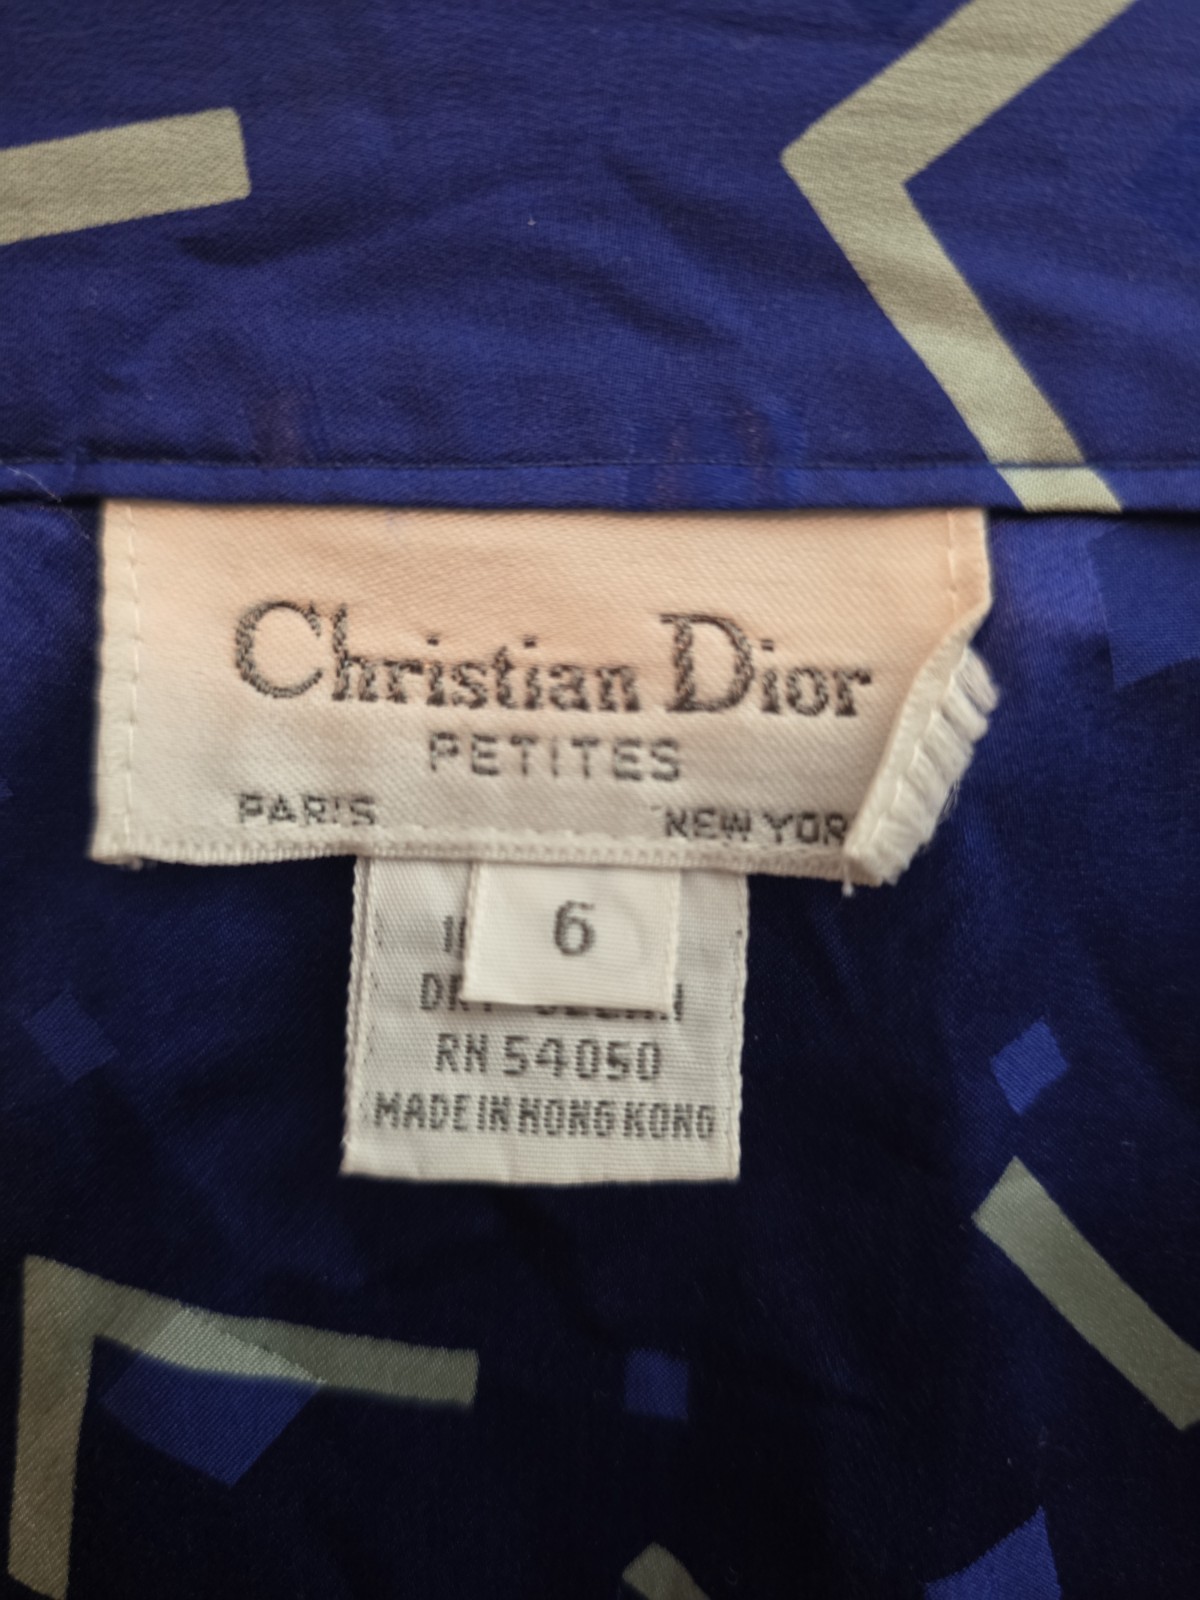 Christian Dior
PETITES
PARIS NEW YOR
6
RN 54050
MADE IN HONG KONG